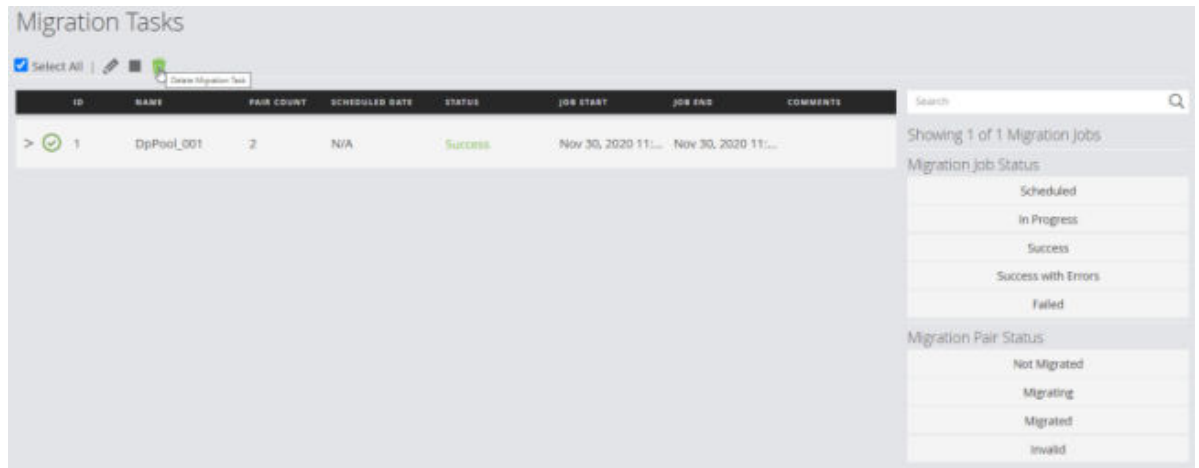 Migration Tasks
Select All |
Delete Migration Task
ID NAME PAIR COUNT SCHEDULED DATE STATUS JOB START JOB END COMMENTS
> 1 DpPool_001 2 N/A Success Nov 30, 2020 11:... Nov 30, 2020 11:...
Search
Showing 1 of 1 Migration Jobs
Migration Job Status
Scheduled
In Progress
Success
Success with Errors
Failed
Migration Pair Status
Not Migrated
Migrating
Migrated
Invalid